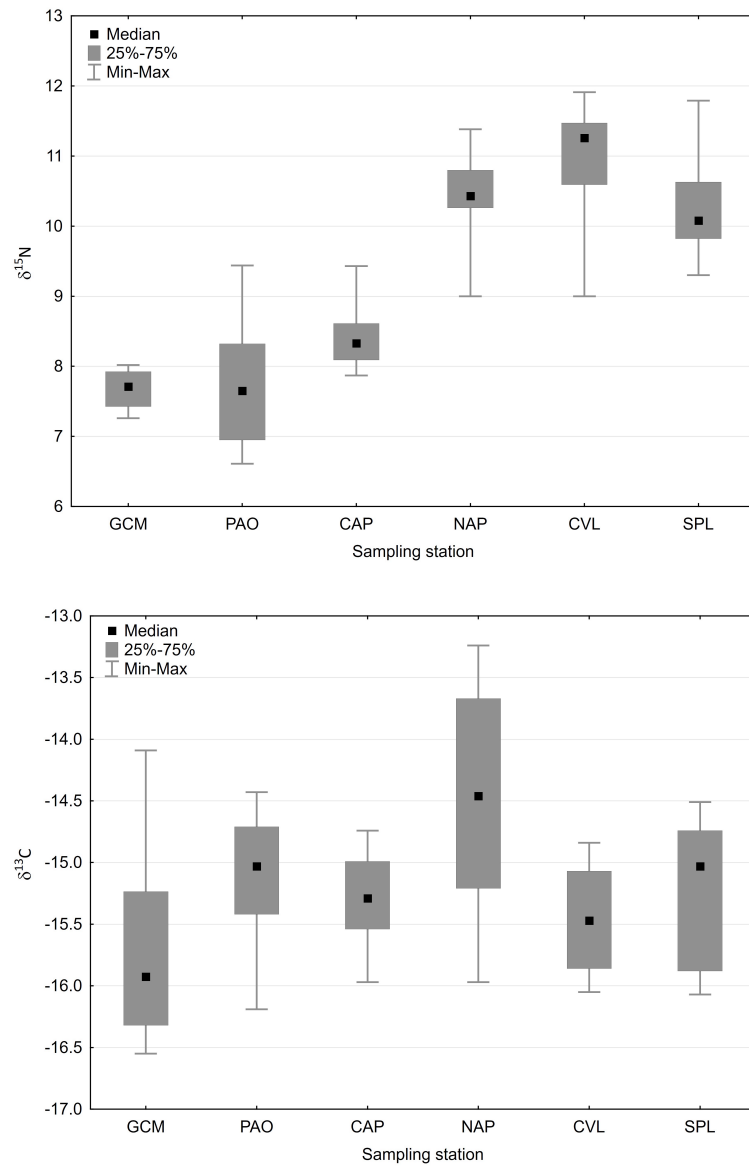 13
12
11
10
9
8
7
6
δ¹⁵N
Median
25%-75%
Min-Max
GCM PAO CAP NAP CVL SPL
Sampling station
-13.0
-13.5
-14.0
-14.5
-15.0
-15.5
-16.0
-16.5
-17.0
δ¹³C
Median
25%-75%
Min-Max
GCM PAO CAP NAP CVL SPL
Sampling station